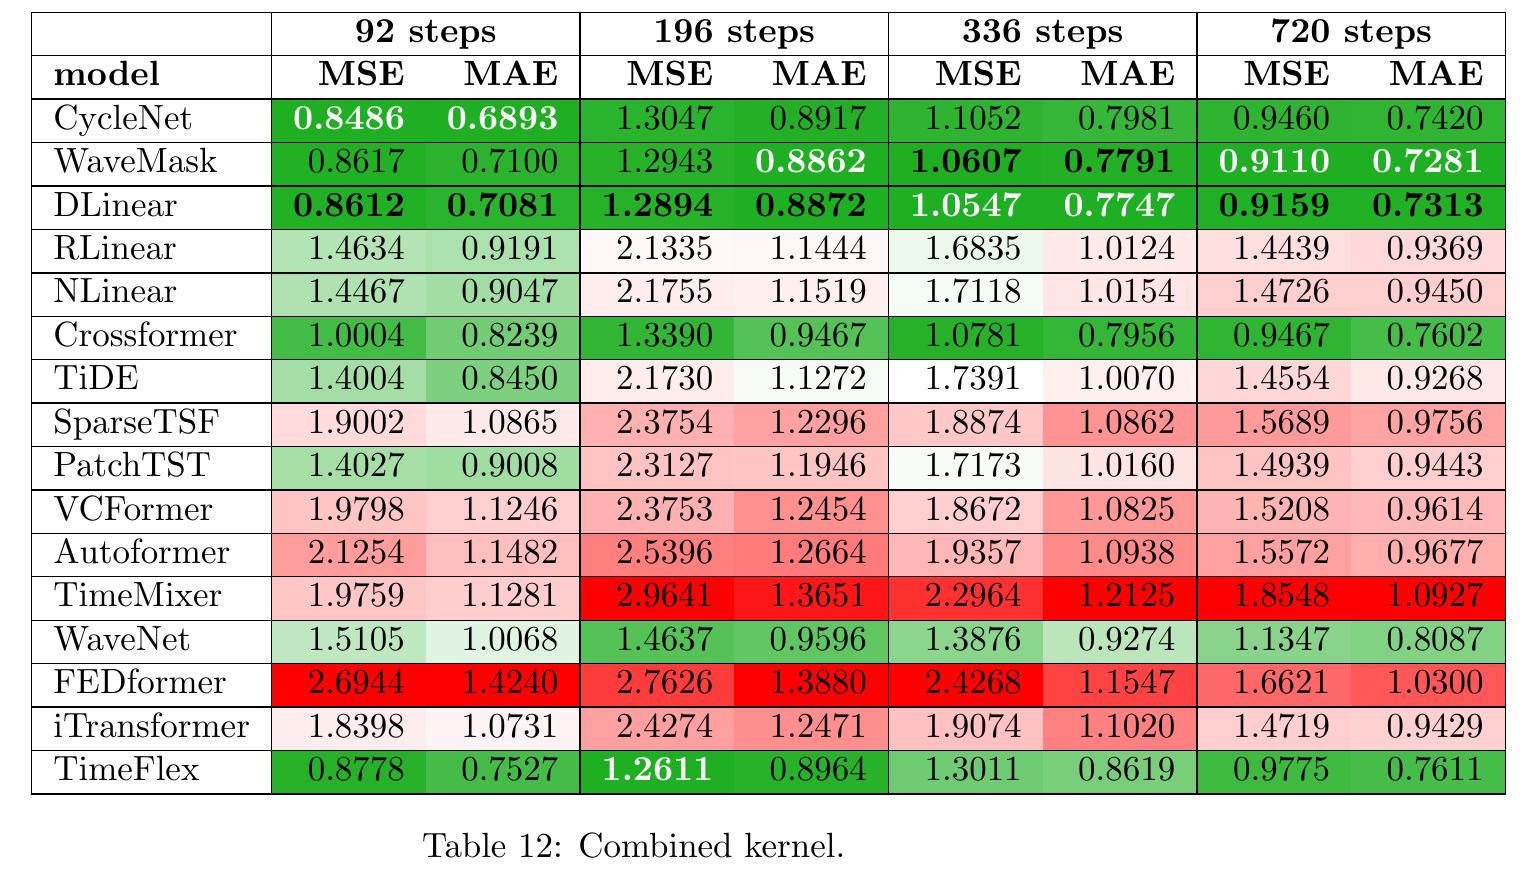 92 steps 196 steps 336 steps 720 steps
model MSE MAE MSE MAE MSE MAE MSE MAE
CycleNet 0.8486 0.6893 1.3047 0.8917 1.1052 0.7981 0.9460 0.7420
WaveMask 0.8617 0.7100 1.2943 0.8862 1.0607 0.7791 0.9110 0.7281
DLinear 0.8612 0.7081 1.2894 0.8872 1.0547 0.7747 0.9159 0.7313
RLinear 1.4634 0.9191 2.1335 1.1444 1.6835 1.0124 1.4439 0.9369
NLinear 1.4467 0.9047 2.1755 1.1519 1.7118 1.0154 1.4726 0.9450
Crossformer 1.0004 0.8239 1.3390 0.9467 1.0781 0.7956 0.9467 0.7602
TiDE 1.4004 0.8450 2.1730 1.1272 1.7391 1.0070 1.4554 0.9268
SparseTSF 1.9002 1.0865 2.3754 1.2296 1.8874 1.0862 1.5689 0.9756
PatchTST 1.4027 0.9008 2.3127 1.1946 1.7173 1.0160 1.4939 0.9443
VCFormer 1.9798 1.1246 2.3753 1.2454 1.8672 1.0825 1.5208 0.9614
Autoformer 2.1254 1.1482 2.5396 1.2664 1.9357 1.0938 1.5572 0.9677
TimeMixer 1.9759 1.1281 2.9641 1.3651 2.2964 1.2125 1.8548 1.0927
WaveNet 1.5105 1.0068 1.4637 0.9596 1.3876 0.9274 1.1347 0.8087
FEDformer 2.6944 1.4240 2.7626 1.3880 2.4268 1.1547 1.6621 1.0300
iTransformer 1.8398 1.0731 2.4274 1.2471 1.9074 1.1020 1.4719 0.9429
TimeFlex 0.8778 0.7527 1.2611 0.8964 1.3011 0.8619 0.9775 0.7611
Table 12: Combined kernel.